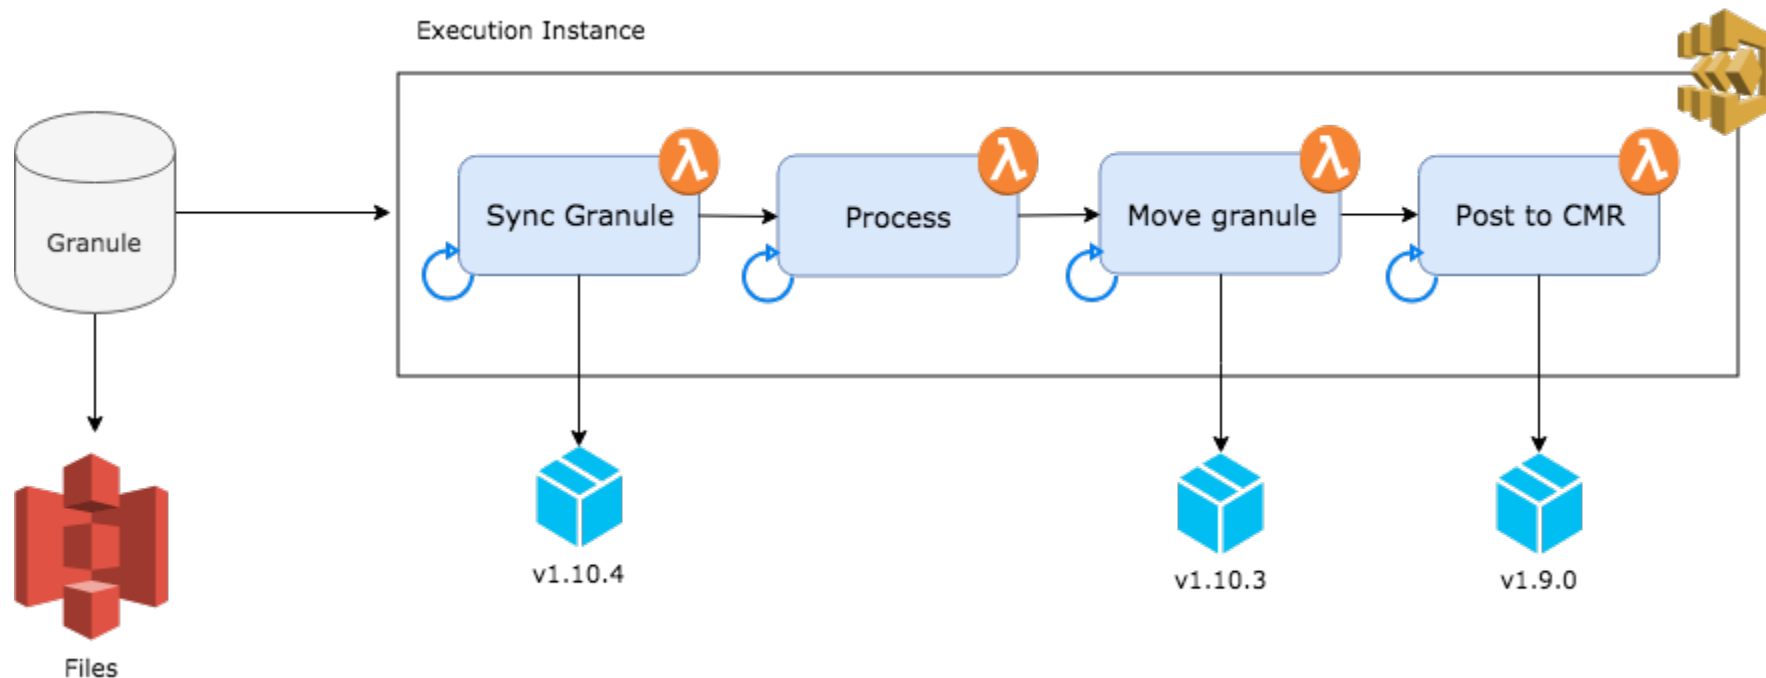 Execution Instance
Granule
Sync Granule
Process
Move granule
Post to CMR
v1.10.4
v1.10.3
v1.9.0
Files